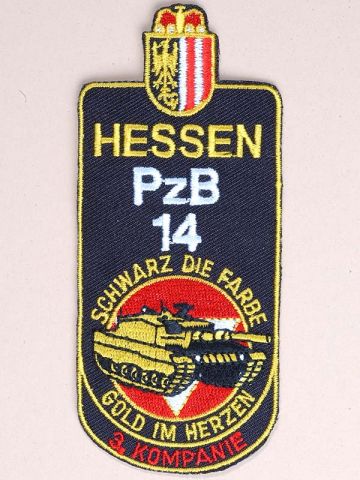 HESSEN
PzB
14
SCHWARZ DIE FARBE
GOLD IM HERZEN
3. KOMPANIE